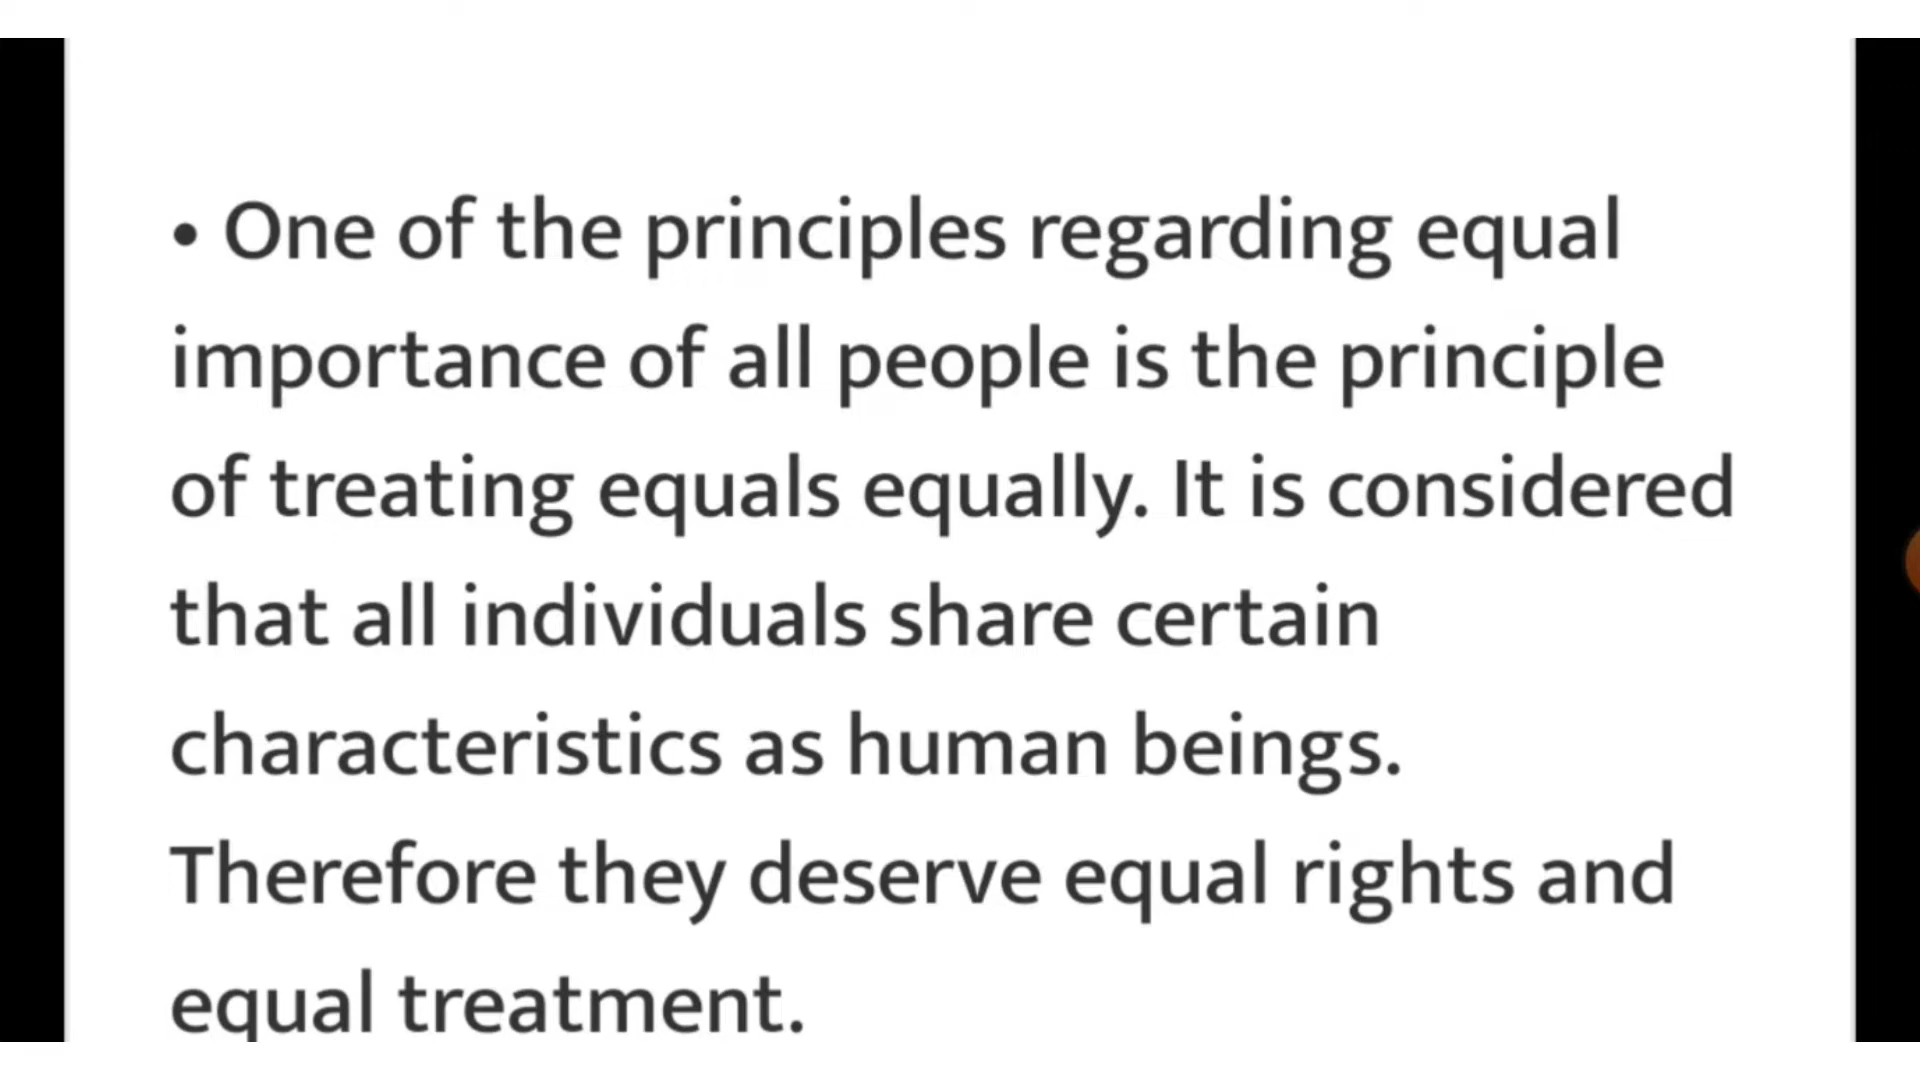 • One of the principles regarding equal
importance of all people is the principle
of treating equals equally. It is considered
that all individuals share certain
characteristics as human beings.
Therefore they deserve equal rights and
equal treatment.